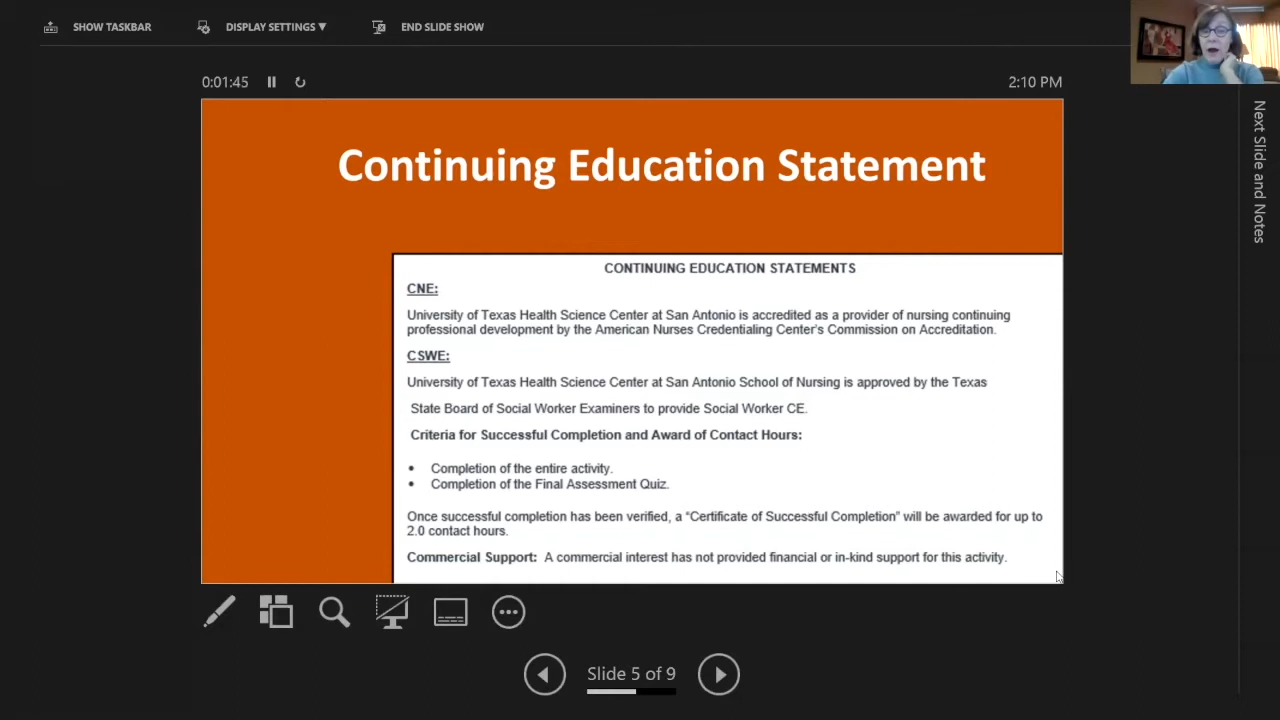 SHOW TASKBAR DISPLAY SETTINGS ▼ END SLIDE SHOW
0:01:45 2:10 PM
Continuing Education Statement
CONTINUING EDUCATION STATEMENTS
CNE:
University of Texas Health Science Center at San Antonio is accredited as a provider of nursing continuing
professional development by the American Nurses Credentialing Center's Commission on Accreditation.
CSWE:
University of Texas Health Science Center at San Antonio School of Nursing is approved by the Texas
State Board of Social Worker Examiners to provide Social Worker CE.
Criteria for Successful Completion and Award of Contact Hours:
• Completion of the entire activity.
• Completion of the Final Assessment Quiz.
Once successful completion has been verified, a “Certificate of Successful Completion” will be awarded for up to
2.0 contact hours.
Commercial Support: A commercial interest has not provided financial or in-kind support for this activity.
Slide 5 of 9
Next Slide and Notes